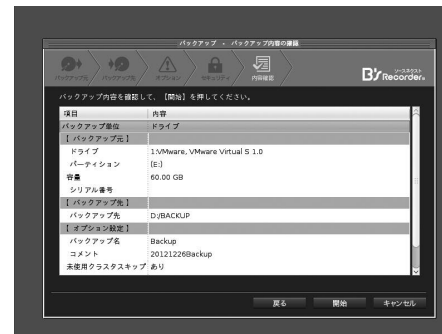 バックアップ - バックアップ内容の確認
バックアップ元
バックアップ先
オプション
セキュリティ
内容確認
ソースネクスト
B's Recorder
バックアップ内容を確認して、[開始] を押してください。
項目 内容
バックアップ単位 ドライブ
[ バックアップ元 ]
ドライブ 1:VMware, VMware Virtual S 1.0
パーティション (E:)
容量 60.00 GB
シリアル番号
[ バックアップ先 ]
バックアップ先 D:/BACKUP
[ オプション設定 ]
バックアップ名 Backup
コメント 20121226Backup
未使用クラスタスキップ あり
戻る 開始 キャンセル